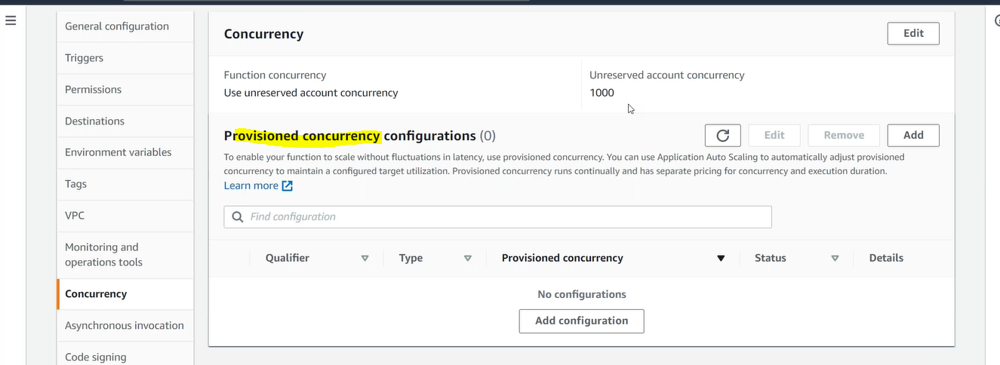 General configuration
Triggers
Permissions
Destinations
Environment variables
Tags
VPC
Monitoring and
operations tools
Concurrency
Asynchronous invocation
Code signing
Concurrency
Edit
Function concurrency
Use unreserved account concurrency
Unreserved account concurrency
1000
Provisioned concurrency configurations (0)
Edit
Remove
Add
To enable your function to scale without fluctuations in latency, use provisioned concurrency. You can use Application Auto Scaling to automatically adjust provisioned
concurrency to maintain a configured target utilization. Provisioned concurrency runs continually and has separate pricing for concurrency and execution duration.
Learn more
Find configuration
Qualifier
Type
Provisioned concurrency
Status
Details
No configurations
Add configuration